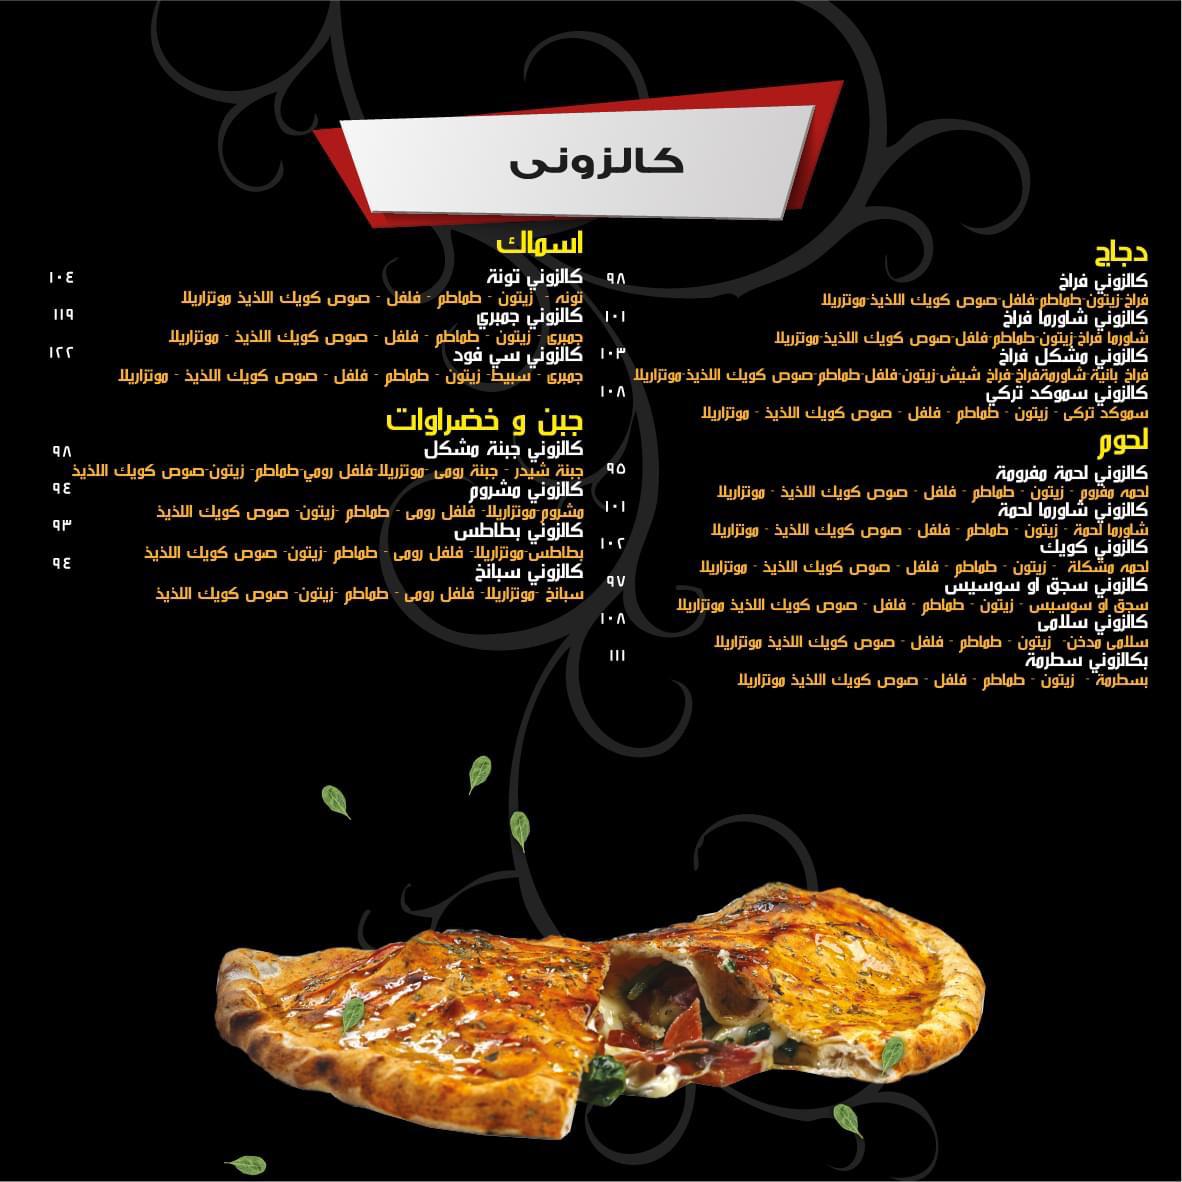 كالزونى
دجاج
كالزوني فراخ ٩٨
فراخ-زيتون-طماطم-فلفل-صوص كويك اللذيذ-موتزريلا
كالزوني شاورما فراخ ١٠١
شاورما فراخ-زيتون-طماطم-فلفل-صوص كويك اللذيذ-موتزريلا
كالزوني مشكل فراخ ١٠٣
فراخ بانية-شاورمةفراخ-فراخ شيش-زيتون-فلفل-طماطم-صوص كويك اللذيذ-موتزاريلا
كالزوني سموكد تركي ١٠٨
سموكد تركى - زيتون - طماطم - فلفل - صوص كويك اللذيذ - موتزاريلا
لحوم
كالزوني لحمة مفرومة ٩٥
لحمه مفروم - زيتون - طماطم - فلفل - صوص كويك اللذيذ - موتزاريلا
كالزوني شاورما لحمة ١٠١
شاورما لحمة - زيتون - طماطم - فلفل - صوص كويك اللذيذ - موتزاريلا
كالزوني كويك ١٠٢
لحمه مشكلة - زيتون - طماطم - فلفل - صوص كويك اللذيذ - موتزاريلا
كالزوني سجق او سوسيس ٩٧
سجق او سوسيس - زيتون - طماطم - فلفل - صوص كويك اللذيذ موتزاريلا
كالزوني سلامى ١٠٨
سلامى مدخن- زيتون - طماطم - فلفل - صوص كويك اللذيذ موتزاريلا
بكالزوني سطرمة ١١١
بسطرمة - زيتون - طماطم - فلفل - صوص كويك اللذيذ موتزاريلا
اسماك
كالزوني تونة ١٠٤
تونه - زيتون - طماطم - فلفل - صوص كويك اللذيذ موتزاريلا
كالزوني جمبري ١١٩
جمبرى - زيتون - طماطم - فلفل - صوص كويك اللذيذ - موتزاريلا
كالزوني سي فود ١٢٢
جمبرى - سبيط- زيتون - طماطم - فلفل - صوص كويك اللذيذ - موتزاريلا
جبن و خضراوات
كالزوني جبنة مشكل ٩٨
جبنة شيدر - جبنة رومى -موتزريلا-فلفل رومي-طماطم- زيتون-صوص كويك اللذيذ
كالزوني مشروم ٩٤
مشروم-موتزاريلا- فلفل رومى - طماطم -زيتون- صوص كويك اللذيذ
كالزوني بطاطس ٩٣
بطاطس-موتزاريلا- فلفل رومى - طماطم -زيتون- صوص كويك اللذيذ
كالزوني سبانخ ٩٤
سبانخ -موتزاريلا- فلفل رومى - طماطم -زيتون- صوص كويك اللذيذ